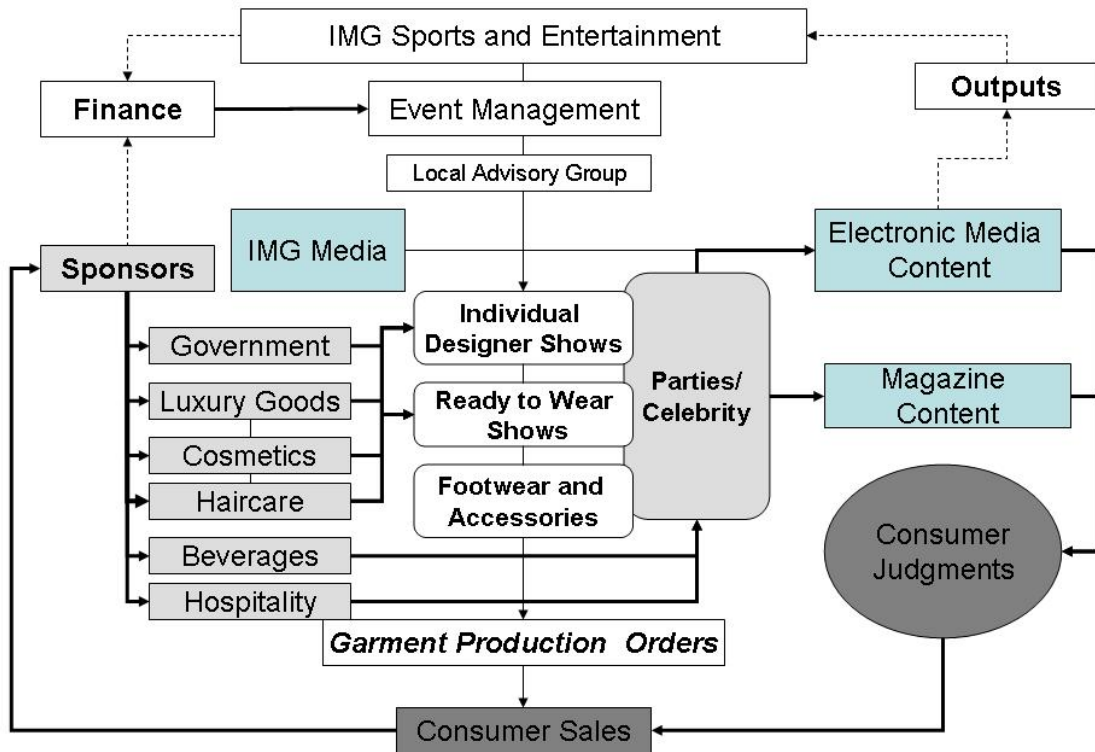 IMG Sports and Entertainment
Finance
Event Management
Outputs
Local Advisory Group
IMG Media
Electronic Media
Content
Sponsors
Individual
Designer Shows
Government
Parties/
Celebrity
Luxury Goods
Ready to Wear
Shows
Magazine
Content
Cosmetics
Haircare
Footwear and
Accessories
Beverages
Consumer
Judgments
Hospitality
Garment Production Orders
Consumer Sales